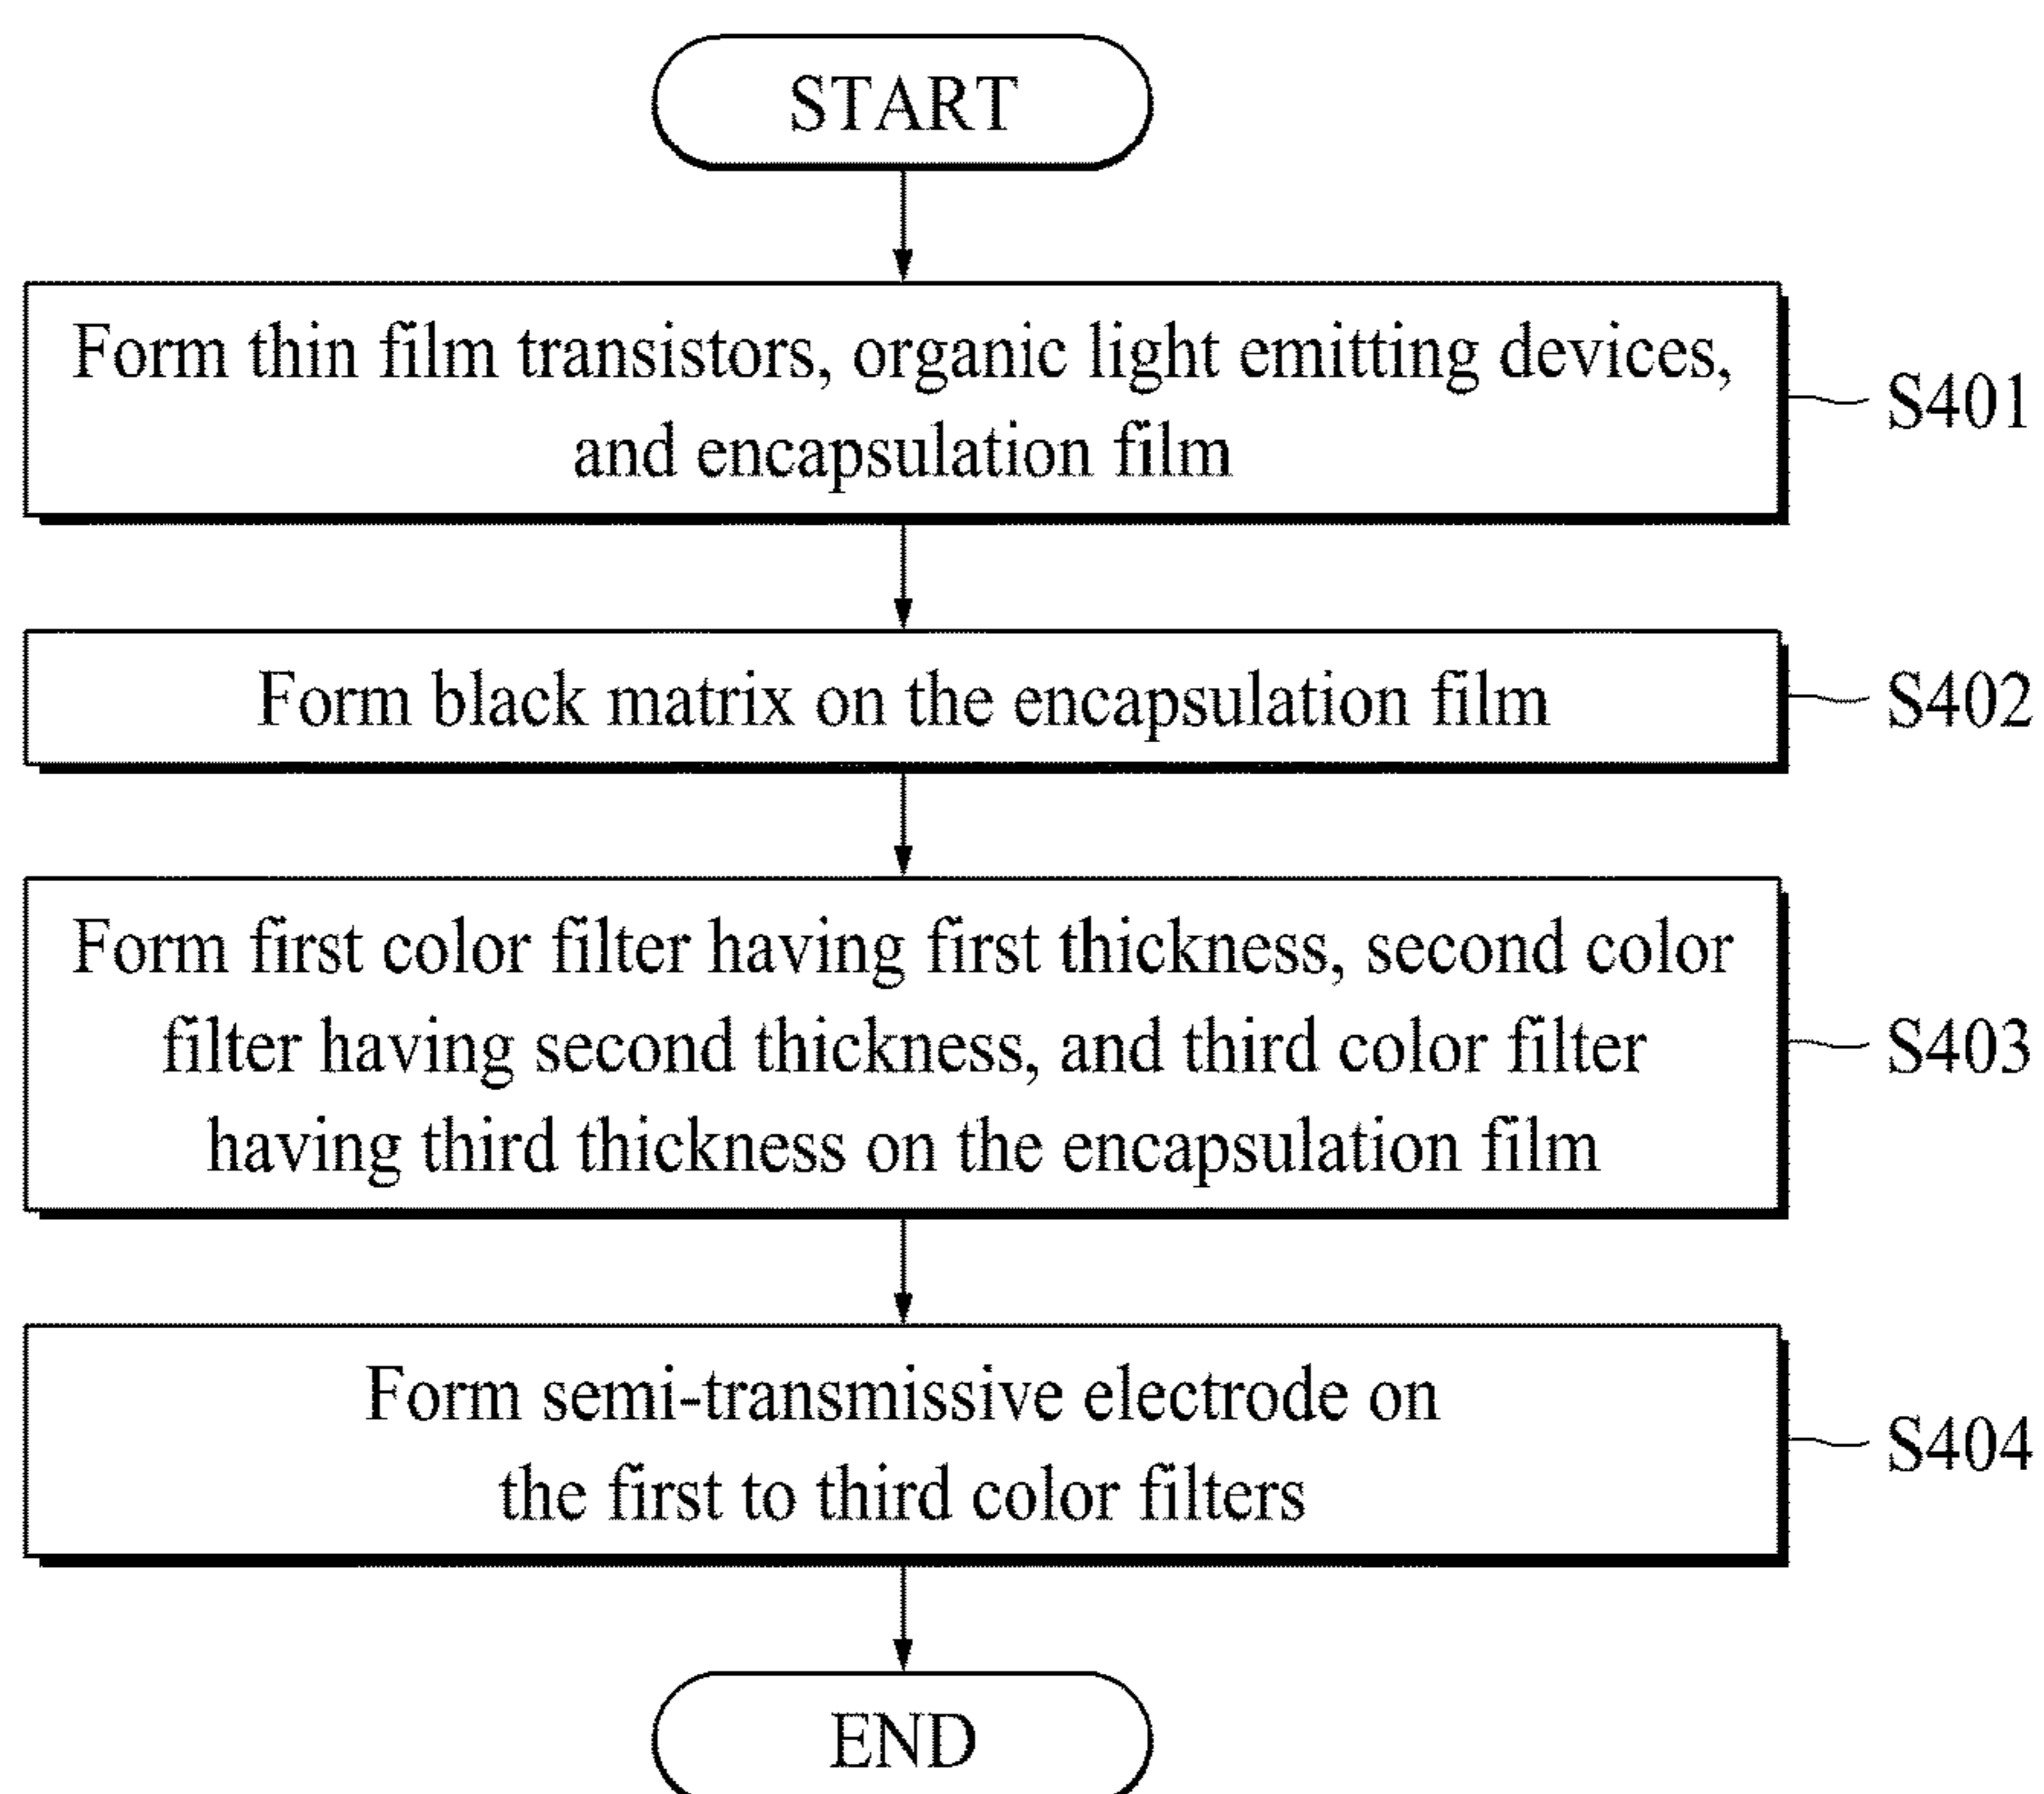 START
Form thin film transistors, organic light emitting devices,
and encapsulation film
S401
Form black matrix on the encapsulation film
S402
Form first color filter having first thickness, second color
filter having second thickness, and third color filter
having third thickness on the encapsulation film
S403
Form semi-transmissive electrode on
the first to third color filters
S404
END